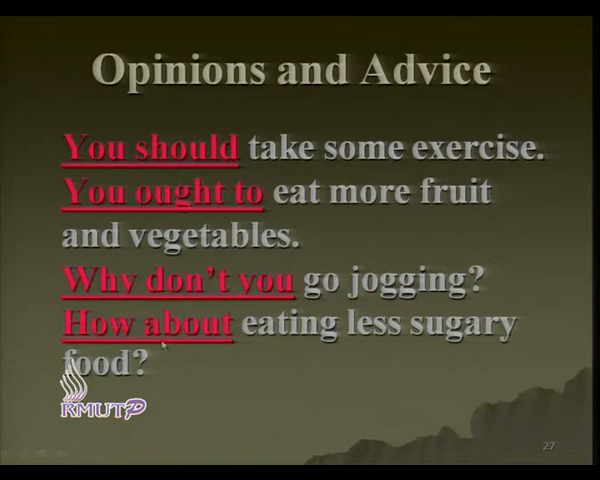 Opinions and Advice
You should take some exercise.
You ought to eat more fruit
and vegetables.
Why don't you go jogging?
How about eating less sugary
food?
RMUTP
27